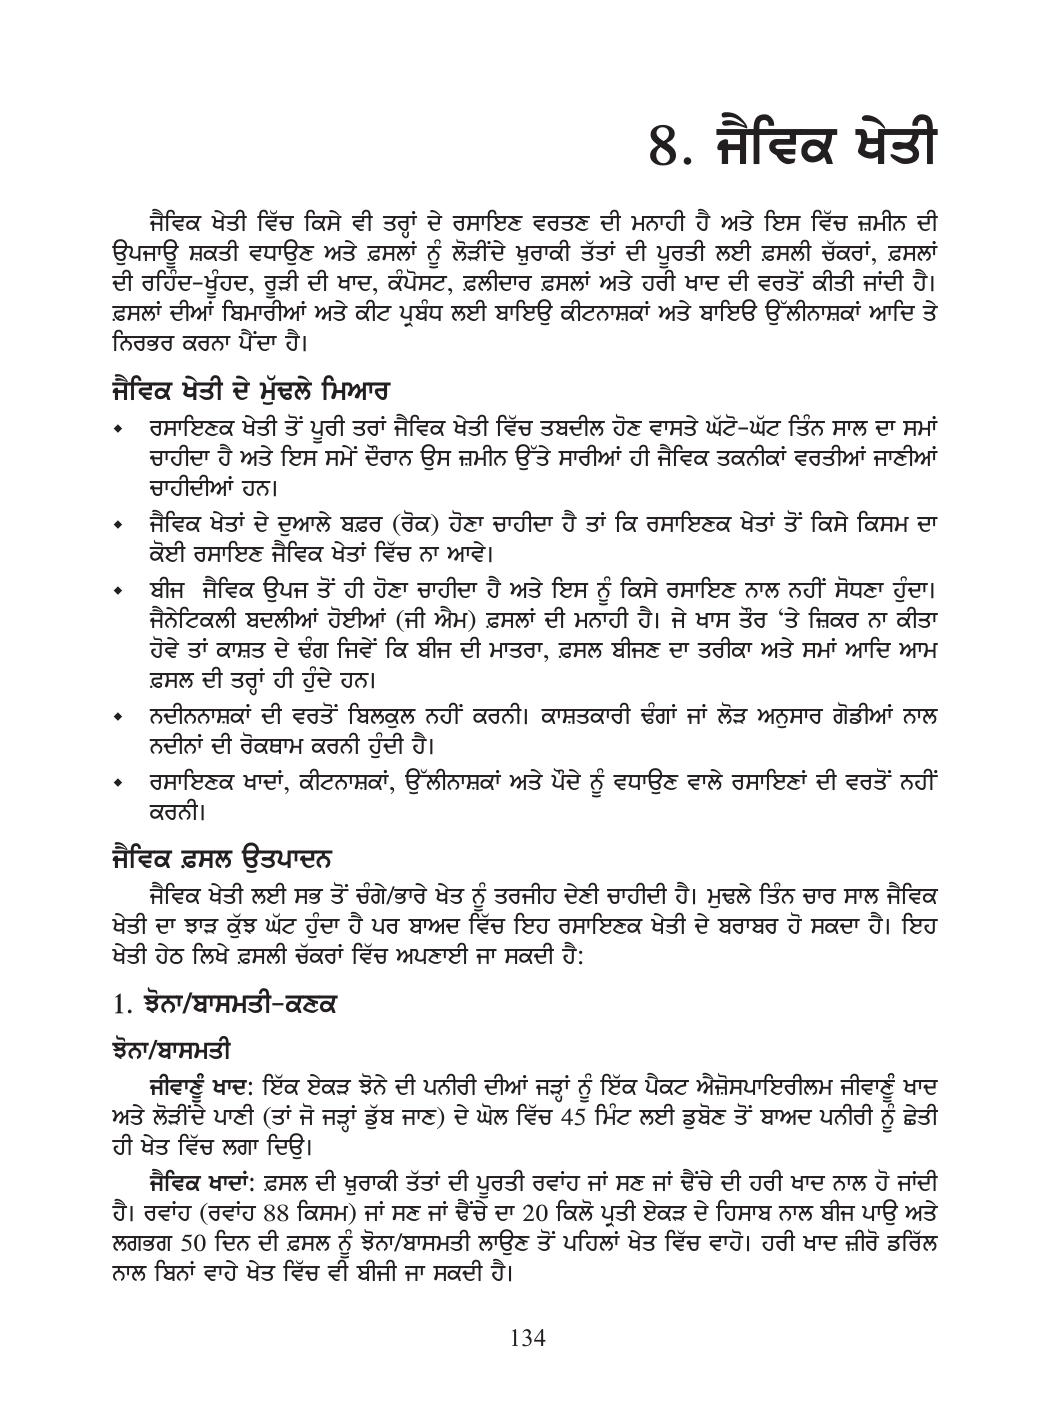 8. ਜੈਵਿਕ ਖੇਤੀ
ਜੈਵਿਕ ਖੇਤੀ ਵਿੱਚ ਕਿਸੇ ਵੀ ਤਰ੍ਹਾਂ ਦੇ ਰਸਾਇਣ ਵਰਤਣ ਦੀ ਮਨਾਹੀ ਹੈ ਅਤੇ ਇਸ ਵਿੱਚ ਜ਼ਮੀਨ ਦੀ
ਉਪਜਾਊ ਸ਼ਕਤੀ ਵਧਾਉਣ ਅਤੇ ਫ਼ਸਲਾਂ ਨੂੰ ਲੋੜੀਂਦੇ ਖ਼ੁਰਾਕੀ ਤੱਤਾਂ ਦੀ ਪੂਰਤੀ ਲਈ ਫ਼ਸਲੀ ਚੱਕਰਾਂ, ਫ਼ਸਲਾਂ
ਦੀ ਰਹਿੰਦ-ਖੂੰਹਦ, ਰੂੜੀ ਦੀ ਖਾਦ, ਕੰਪੋਸਟ, ਫ਼ਲੀਦਾਰ ਫ਼ਸਲਾਂ ਅਤੇ ਹਰੀ ਖਾਦ ਦੀ ਵਰਤੋਂ ਕੀਤੀ ਜਾਂਦੀ ਹੈ।
ਫ਼ਸਲਾਂ ਦੀਆਂ ਬਿਮਾਰੀਆਂ ਅਤੇ ਕੀਟ ਪ੍ਰਬੰਧ ਲਈ ਬਾਇਉ ਕੀਟਨਾਸ਼ਕਾਂ ਅਤੇ ਬਾਇੳ ਉੱਲੀਨਾਸ਼ਕਾਂ ਆਦਿ ਤੇ
ਨਿਰਭਰ ਕਰਨਾ ਪੈਂਦਾ ਹੈ।
ਜੈਵਿਕ ਖੇਤੀ ਦੇ ਮੁੱਢਲੇ ਮਿਆਰ
⬩ ਰਸਾਇਣਕ ਖੇਤੀ ਤੋਂ ਪੂਰੀ ਤਰਾਂ ਜੈਵਿਕ ਖੇਤੀ ਵਿੱਚ ਤਬਦੀਲ ਹੋਣ ਵਾਸਤੇ ਘੱਟੋ-ਘੱਟ ਤਿੰਨ ਸਾਲ ਦਾ ਸਮਾਂ
ਚਾਹੀਦਾ ਹੈ ਅਤੇ ਇਸ ਸਮੇਂ ਦੌਰਾਨ ਉਸ ਜ਼ਮੀਨ ਉੱਤੇ ਸਾਰੀਆਂ ਹੀ ਜੈਵਿਕ ਤਕਨੀਕਾਂ ਵਰਤੀਆਂ ਜਾਣੀਆਂ
ਚਾਹੀਦੀਆਂ ਹਨ।
⬩ ਜੈਵਿਕ ਖੇਤਾਂ ਦੇ ਦੁਆਲੇ ਬਫ਼ਰ (ਰੋਕ) ਹੋਣਾ ਚਾਹੀਦਾ ਹੈ ਤਾਂ ਕਿ ਰਸਾਇਣਕ ਖੇਤਾਂ ਤੋਂ ਕਿਸੇ ਕਿਸਮ ਦਾ
ਕੋਈ ਰਸਾਇਣ ਜੈਵਿਕ ਖੇਤਾਂ ਵਿੱਚ ਨਾ ਆਵੇ।
⬩ ਬੀਜ ਜੈਵਿਕ ਉਪਜ ਤੋਂ ਹੀ ਹੋਣਾ ਚਾਹੀਦਾ ਹੈ ਅਤੇ ਇਸ ਨੂੰ ਕਿਸੇ ਰਸਾਇਣ ਨਾਲ ਨਹੀਂ ਸੋਧਣਾ ਹੁੰਦਾ।
ਜੈਨੇਟਿਕਲੀ ਬਦਲੀਆਂ ਹੋਈਆਂ (ਜੀ ਐਮ) ਫ਼ਸਲਾਂ ਦੀ ਮਨਾਹੀ ਹੈ। ਜੇ ਖਾਸ ਤੌਰ ‘ਤੇ ਜ਼ਿਕਰ ਨਾ ਕੀਤਾ
ਹੋਵੇ ਤਾਂ ਕਾਸ਼ਤ ਦੇ ਢੰਗ ਜਿਵੇਂ ਕਿ ਬੀਜ ਦੀ ਮਾਤਰਾ, ਫ਼ਸਲ ਬੀਜਣ ਦਾ ਤਰੀਕਾ ਅਤੇ ਸਮਾਂ ਆਦਿ ਆਮ
ਫ਼ਸਲ ਦੀ ਤਰ੍ਹਾਂ ਹੀ ਹੁੰਦੇ ਹਨ।
⬩ ਨਦੀਨਨਾਸ਼ਕਾਂ ਦੀ ਵਰਤੋਂ ਬਿਲਕੁਲ ਨਹੀਂ ਕਰਨੀ। ਕਾਸ਼ਤਕਾਰੀ ਢੰਗਾਂ ਜਾਂ ਲੋੜ ਅਨੁਸਾਰ ਗੋਡੀਆਂ ਨਾਲ
ਨਦੀਨਾਂ ਦੀ ਰੋਕਥਾਮ ਕਰਨੀ ਹੁੰਦੀ ਹੈ।
⬩ ਰਸਾਇਣਕ ਖਾਦਾਂ, ਕੀਟਨਾਸ਼ਕਾਂ, ਉੱਲੀਨਾਸ਼ਕਾਂ ਅਤੇ ਪੌਦੇ ਨੂੰ ਵਧਾਉਣ ਵਾਲੇ ਰਸਾਇਣਾਂ ਦੀ ਵਰਤੋਂ ਨਹੀਂ
ਕਰਨੀ।
ਜੈਵਿਕ ਫ਼ਸਲ ਉਤਪਾਦਨ
ਜੈਵਿਕ ਖੇਤੀ ਲਈ ਸਭ ਤੋਂ ਚੰਗੇ/ਭਾਰੇ ਖੇਤ ਨੂੰ ਤਰਜੀਹ ਦੇਣੀ ਚਾਹੀਦੀ ਹੈ। ਮੁਢਲੇ ਤਿੰਨ ਚਾਰ ਸਾਲ ਜੈਵਿਕ
ਖੇਤੀ ਦਾ ਝਾੜ ਕੁੱਝ ਘੱਟ ਹੁੰਦਾ ਹੈ ਪਰ ਬਾਅਦ ਵਿੱਚ ਇਹ ਰਸਾਇਣਕ ਖੇਤੀ ਦੇ ਬਰਾਬਰ ਹੋ ਸਕਦਾ ਹੈ। ਇਹ
ਖੇਤੀ ਹੇਠ ਲਿਖੇ ਫ਼ਸਲੀ ਚੱਕਰਾਂ ਵਿੱਚ ਅਪਣਾਈ ਜਾ ਸਕਦੀ ਹੈ:
1. ਝੋਨਾ/ਬਾਸਮਤੀ-ਕਣਕ
ਝੋਨਾ/ਬਾਸਮਤੀ
ਜੀਵਾਣੂੰ ਖਾਦ: ਇੱਕ ਏਕੜ ਝੋਨੇ ਦੀ ਪਨੀਰੀ ਦੀਆਂ ਜੜ੍ਹਾਂ ਨੂੰ ਇੱਕ ਪੈਕਟ ਐਜ਼ੋਸਪਾਇਰੀਲਮ ਜੀਵਾਣੂੰ ਖਾਦ
ਅਤੇ ਲੋੜੀਂਦੇ ਪਾਣੀ (ਤਾਂ ਜੋ ਜੜ੍ਹਾਂ ਡੁੱਬ ਜਾਣ) ਦੇ ਘੋਲ ਵਿੱਚ 45 ਮਿੰਟ ਲਈ ਡੁਬੋਣ ਤੋਂ ਬਾਅਦ ਪਨੀਰੀ ਨੂੰ ਛੇਤੀ
ਹੀ ਖੇਤ ਵਿੱਚ ਲਗਾ ਦਿਉ।
ਜੈਵਿਕ ਖਾਦਾਂ: ਫ਼ਸਲ ਦੀ ਖ਼ੁਰਾਕੀ ਤੱਤਾਂ ਦੀ ਪੂਰਤੀ ਰਵਾਂਹ ਜਾਂ ਸਣ ਜਾਂ ਢੈਂਚੇ ਦੀ ਹਰੀ ਖਾਦ ਨਾਲ ਹੋ ਜਾਂਦੀ
ਹੈ। ਰਵਾਂਹ (ਰਵਾਂਹ 88 ਕਿਸਮ) ਜਾਂ ਸਣ ਜਾਂ ਢੈਂਚੇ ਦਾ 20 ਕਿਲੋ ਪ੍ਰਤੀ ਏਕੜ ਦੇ ਹਿਸਾਬ ਨਾਲ ਬੀਜ ਪਾਉ ਅਤੇ
ਲਗਭਗ 50 ਦਿਨ ਦੀ ਫ਼ਸਲ ਨੂੰ ਝੋਨਾ/ਬਾਸਮਤੀ ਲਾਉਣ ਤੋਂ ਪਹਿਲਾਂ ਖੇਤ ਵਿੱਚ ਵਾਹੋ। ਹਰੀ ਖਾਦ ਜ਼ੀਰੋ ਡਰਿੱਲ
ਨਾਲ ਬਿਨਾਂ ਵਾਹੇ ਖੇਤ ਵਿੱਚ ਵੀ ਬੀਜੀ ਜਾ ਸਕਦੀ ਹੈ।
134